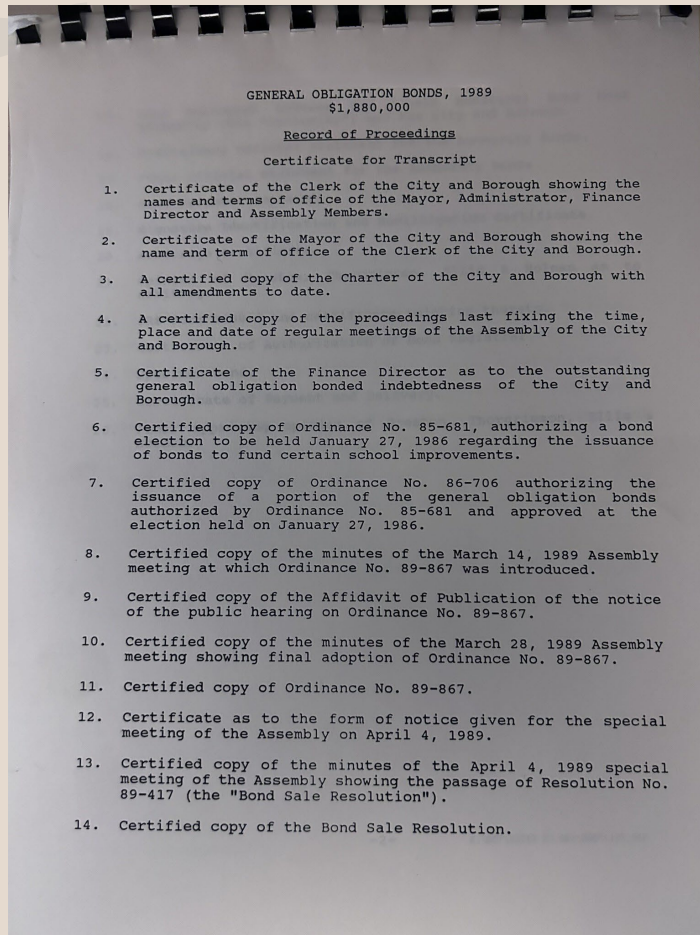 GENERAL OBLIGATION BONDS, 1989
$1,880,000
Record of Proceedings
Certificate for Transcript
1. Certificate of the Clerk of the City and Borough showing the
names and terms of office of the Mayor, Administrator, Finance
Director and Assembly Members.
2. Certificate of the Mayor of the City and Borough showing the
name and term of office of the Clerk of the City and Borough.
3. A certified copy of the Charter of the City and Borough with
all amendments to date.
4. A certified copy of the proceedings last fixing the time,
place and date of regular meetings of the Assembly of the City
and Borough.
5. Certificate of the Finance Director as to the outstanding
general obligation bonded indebtedness of the City and
Borough.
6. Certified copy of Ordinance No. 85-681, authorizing a bond
election to be held January 27, 1986 regarding the issuance
of bonds to fund certain school improvements.
7. Certified copy of Ordinance No. 86-706 authorizing the
issuance of a portion of the general obligation bonds
authorized by Ordinance No. 85-681 and approved at the
election held on January 27, 1986.
8. Certified copy of the minutes of the March 14, 1989 Assembly
meeting at which Ordinance No. 89-867 was introduced.
9. Certified copy of the Affidavit of Publication of the notice
of the public hearing on Ordinance No. 89-867.
10. Certified copy of the minutes of the March 28, 1989 Assembly
meeting showing final adoption of Ordinance No. 89-867.
11. Certified copy of Ordinance No. 89-867.
12. Certificate as to the form of notice given for the special
meeting of the Assembly on April 4, 1989.
13. Certified copy of the minutes of the April 4, 1989 special
meeting of the Assembly showing the passage of Resolution No.
89-417 (the "Bond Sale Resolution").
14. Certified copy of the Bond Sale Resolution.